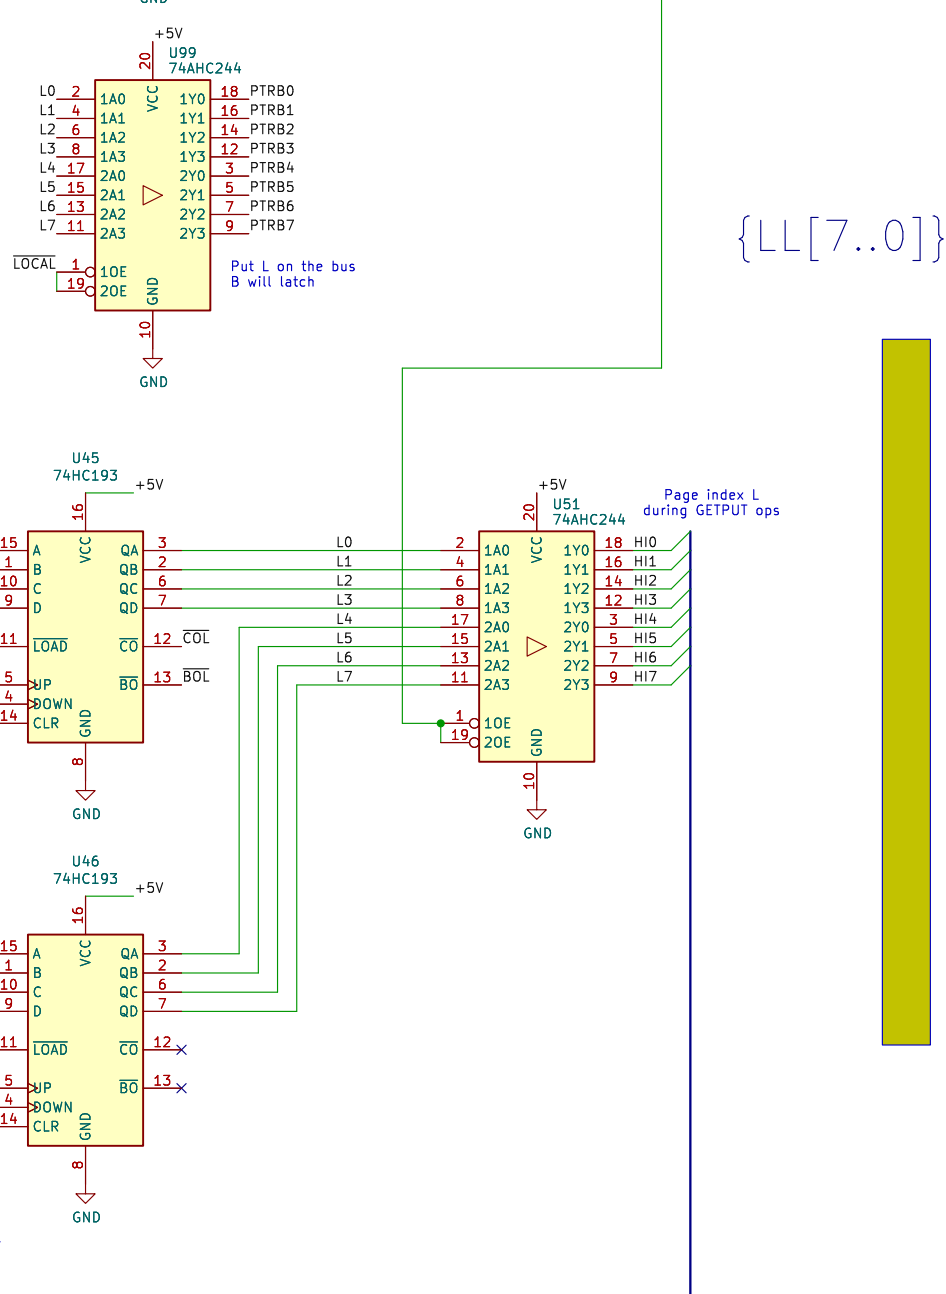 GND
+5V
U99
74AHC244
20
VCC
L0 2 1A0 1Y0 18 PTRB0
L1 4 1A1 1Y1 16 PTRB1
L2 6 1A2 1Y2 14 PTRB2
L3 8 1A3 1Y3 12 PTRB3
L4 17 2A0 2Y0 3 PTRB4
L5 15 2A1 2Y1 5 PTRB5
L6 13 2A2 2Y2 7 PTRB6
L7 11 2A3 2Y3 9 PTRB7
LOCAL 1 1OE
19 2OE
GND
10
GND
Put L on the bus
B will latch
{LL[7..0]}
U45
74HC193
+5V
16
VCC
15 A QA 3
1 B QB 2
10 C QC 6
9 D QD 7
11 LOAD CO 12 COL
5 UP BO 13 BOL
4 DOWN
14 CLR
GND
8
GND
L0
L1
L2
L3
L4
L5
L6
L7
+5V
U51
74AHC244
20
VCC
2 1A0 1Y0 18 HI0
4 1A1 1Y1 16 HI1
6 1A2 1Y2 14 HI2
8 1A3 1Y3 12 HI3
17 2A0 2Y0 3 HI4
15 2A1 2Y1 5 HI5
13 2A2 2Y2 7 HI6
11 2A3 2Y3 9 HI7
1 1OE
19 2OE
GND
10
GND
Page index L
during GETPUT ops
U46
74HC193
+5V
16
VCC
15 A QA 3
1 B QB 2
10 C QC 6
9 D QD 7
11 LOAD CO 12
5 UP BO 13
4 DOWN
14 CLR
GND
8
GND